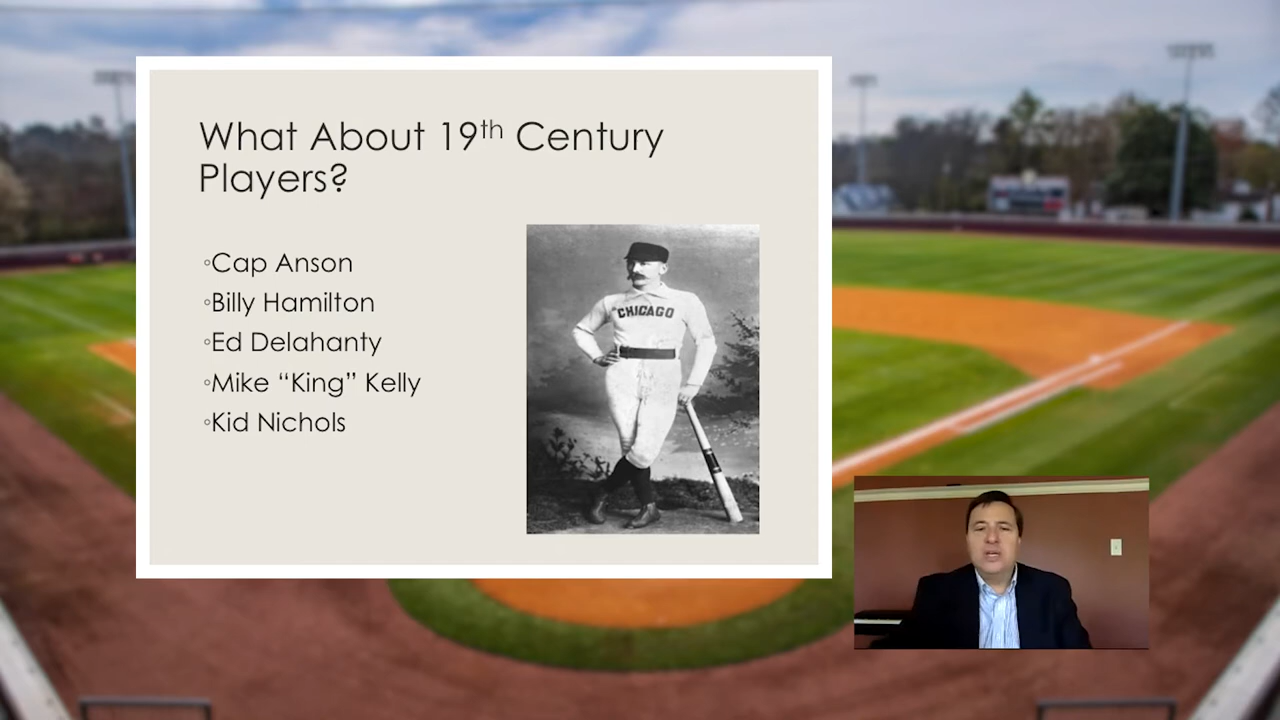 What About 19th Century
Players?
◦Cap Anson
◦Billy Hamilton
◦Ed Delahanty
◦Mike “King” Kelly
◦Kid Nichols
CHICAGO